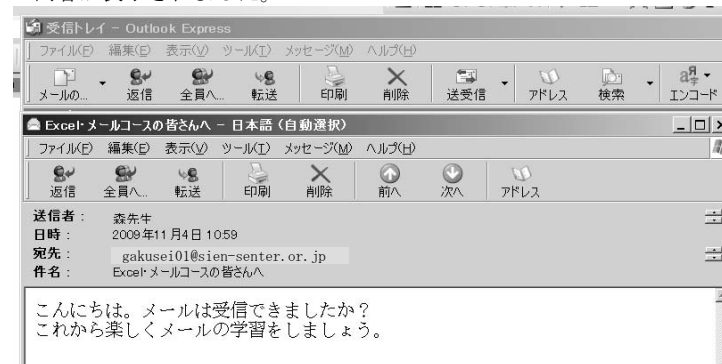 受信トレイ - Outlook Express
ファイル(F) 編集(E) 表示(V) ツール(T) メッセージ(M) ヘルプ(H)
メールの... 返信 全員へ... 転送 印刷 削除 送受信 アドレス 検索 エンコード
Excel・メールコースの皆さんへ - 日本語 (自動選択)
ファイル(F) 編集(E) 表示(V) ツール(T) メッセージ(M) ヘルプ(H)
返信 全員へ... 転送 印刷 削除 前へ 次へ アドレス
送信者： 森先生
日時： 2009年11月4日 10:59
宛先： gakusei01@sien-senter.or.jp
件名： Excel・メールコースの皆さんへ
こんにちは。メールは受信できましたか？
これから楽しくメールの学習をしましょう。